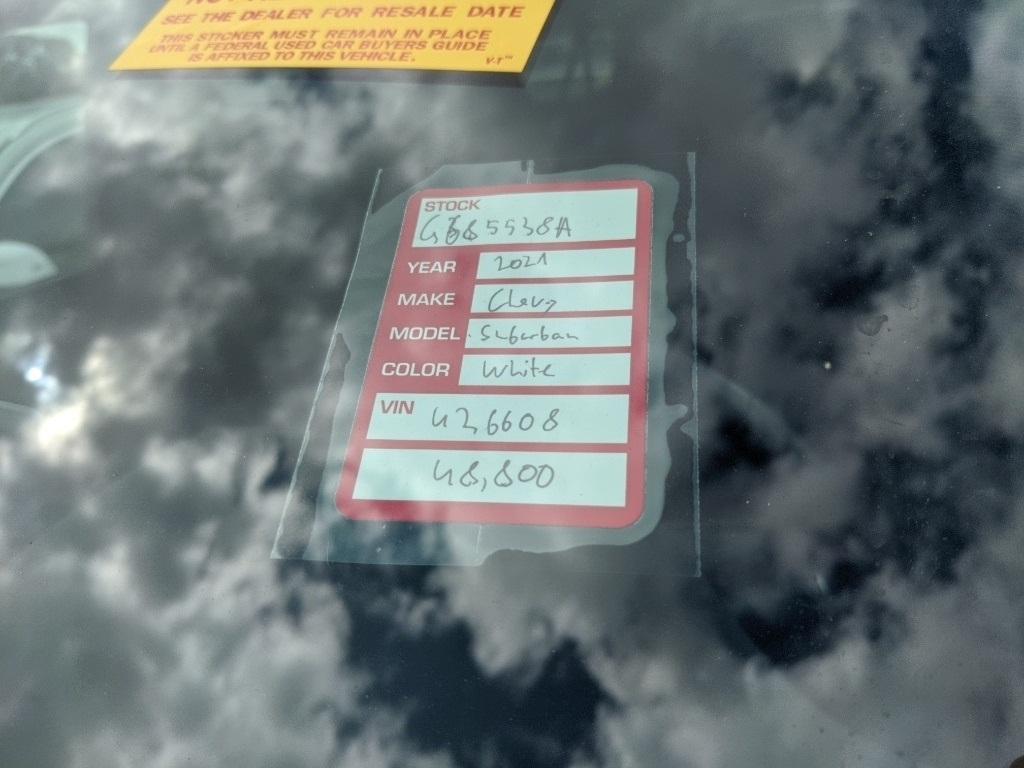 SEE THE DEALER FOR RESALE DATE
THIS STICKER MUST REMAIN IN PLACE
UNTIL A FEDERAL USED CAR BUYERS GUIDE
IS AFFIXED TO THIS VEHICLE.
V-T™
STOCK
YEAR 2021
MAKE Chevy
MODEL Suburban
COLOR White
VIN 426608
48,800